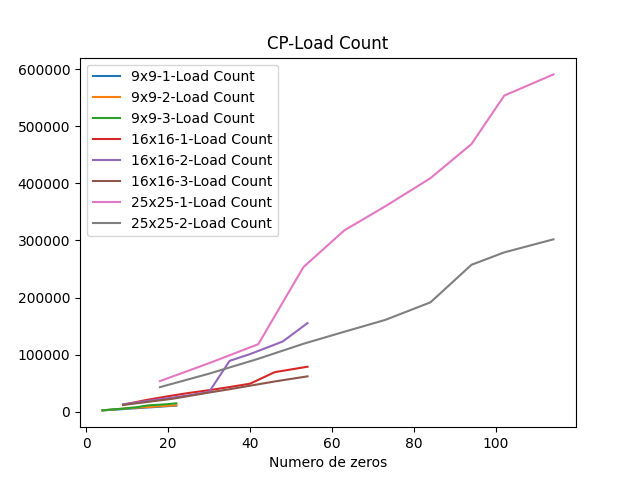 CP-Load Count
600000
500000
400000
300000
200000
100000
0
9x9-1-Load Count
9x9-2-Load Count
9x9-3-Load Count
16x16-1-Load Count
16x16-2-Load Count
16x16-3-Load Count
25x25-1-Load Count
25x25-2-Load Count
0 20 40 60 80 100
Numero de zeros